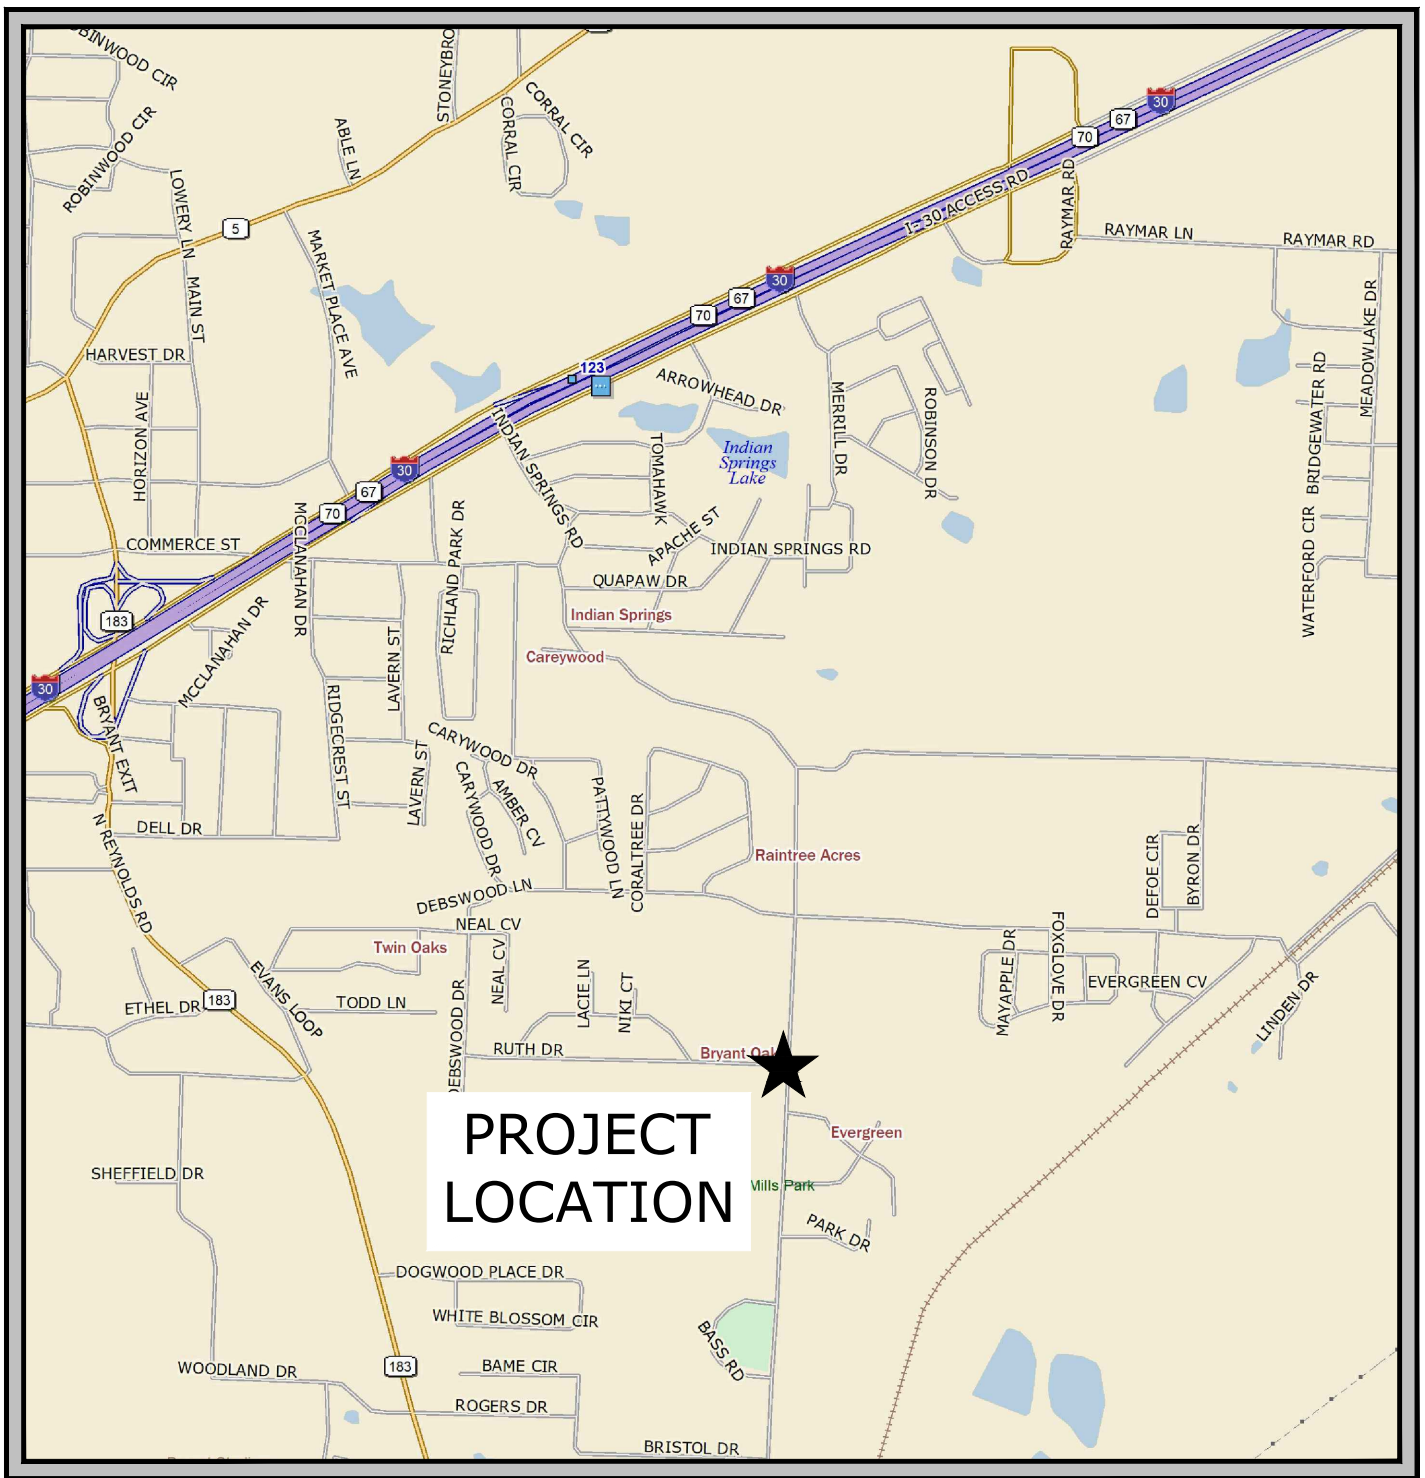 ROBINWOOD CIR
STONEYBRO
CORRAL CIR
CORRAL CIR
ABLE LN
ROBINWOOD CIR
30
67
70
LOWERY LN
I- 30 ACCESS RD
RAYMAR RD
5
RAYMAR LN
RAYMAR RD
MARKET PLACE AVE
MAIN ST
30
67
70
MEADOWLAKE DR
HARVEST DR
123
ARROWHEAD DR
MERRILL DR
ROBINSON DR
BRIDGEWATER RD
HORIZON AVE
INDIAN SPRINGS RD
TOMAHAWK
Indian
Springs
Lake
30
67
70
MCCLANAHAN DR
RICHLAND PARK DR
APACHE ST
COMMERCE ST
INDIAN SPRINGS RD
WATERFORD CIR
QUAPAW DR
183
Indian Springs
MCCLANAHAN DR
LAVERN ST
Careywood
30
BRYANT EXIT
RIDGECREST ST
CARYWOOD DR
LAVERN ST
CARYWOOD DR
AMBER CV
PATTYWOOD LN
CORALTREE DR
DELL DR
N REYNOLDS RD
Raintree Acres
DEFOE CIR
BYRON DR
DEBSWOOD LN
NEAL CV
Twin Oaks
NEAL CV
MAYAPPLE DR
FOXGLOVE DR
EVERGREEN CV
EVANS LOOP
DEBSWOOD DR
LACIE LN
NIKI CT
183
ETHEL DR
TODD LN
LINDEN DR
RUTH DR
Bryant Oak
PROJECT
LOCATION
Evergreen
SHEFFIELD DR
Mills Park
PARK DR
DOGWOOD PLACE DR
WHITE BLOSSOM CIR
BASS RD
WOODLAND DR
183
BAME CIR
ROGERS DR
BRISTOL DR